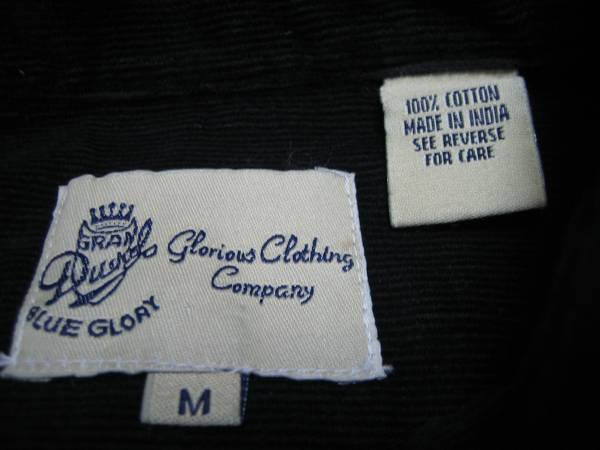 100% COTTON
MADE IN INDIA
SEE REVERSE
FOR CARE
GRAN
BLUE GLORY
Glorious Clothing
Company
M